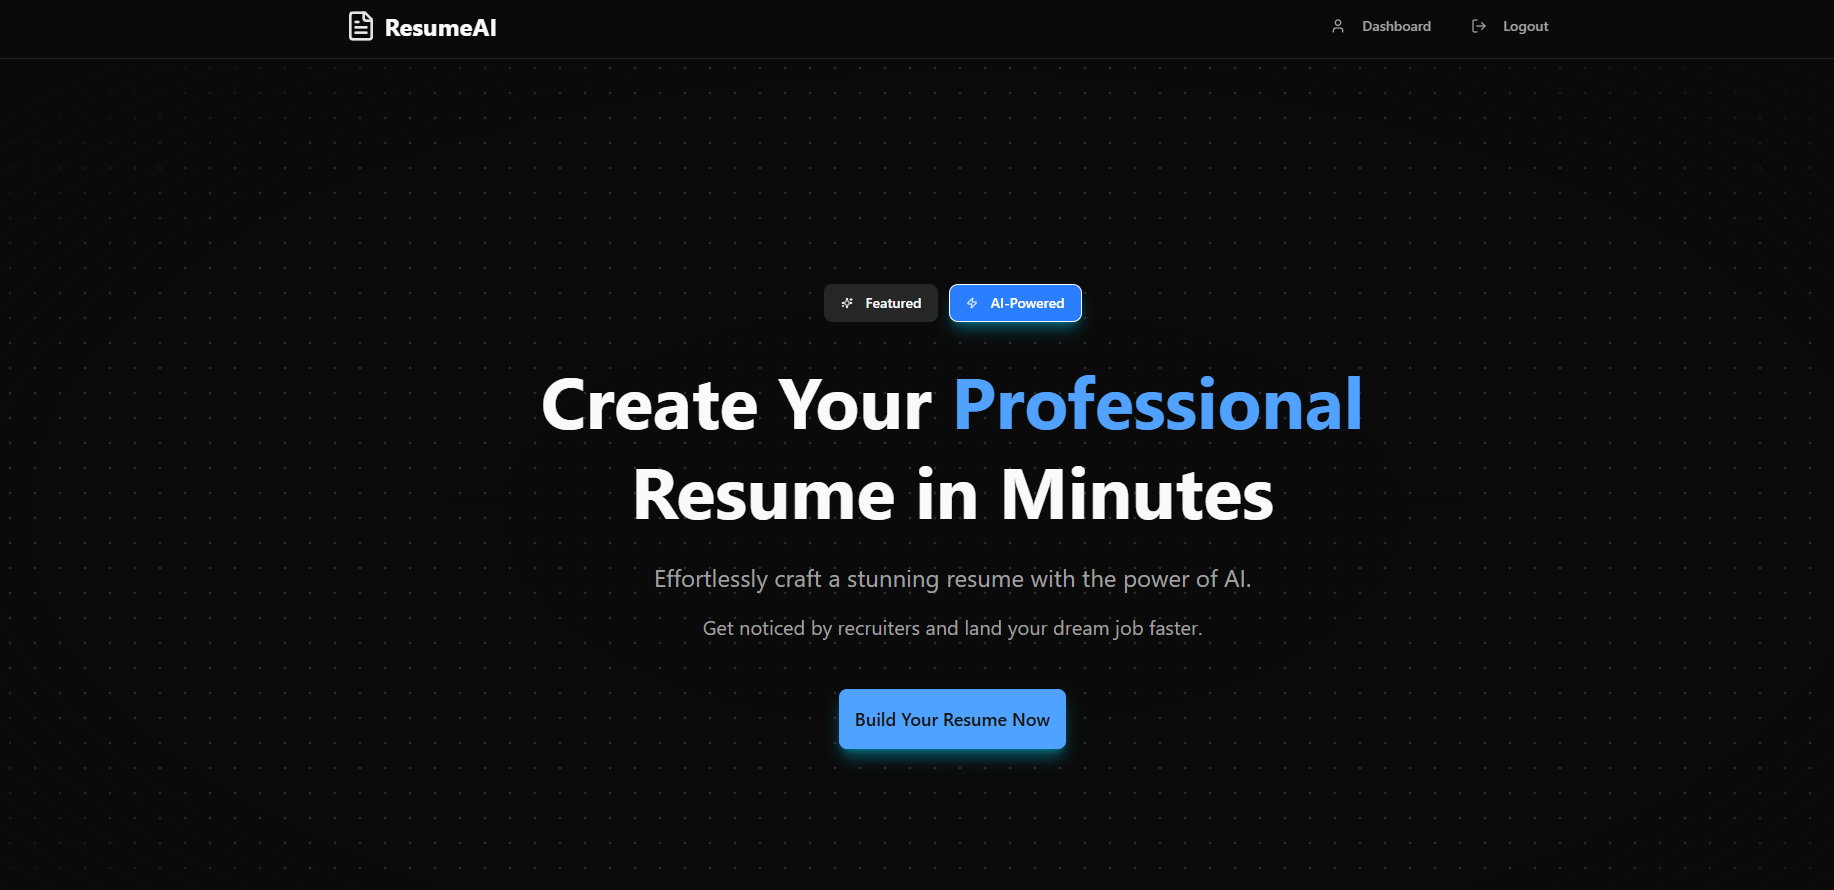 ResumeAI
Dashboard
Logout
Featured
AI-Powered
Create Your Professional
Resume in Minutes
Effortlessly craft a stunning resume with the power of AI.
Get noticed by recruiters and land your dream job faster.
Build Your Resume Now